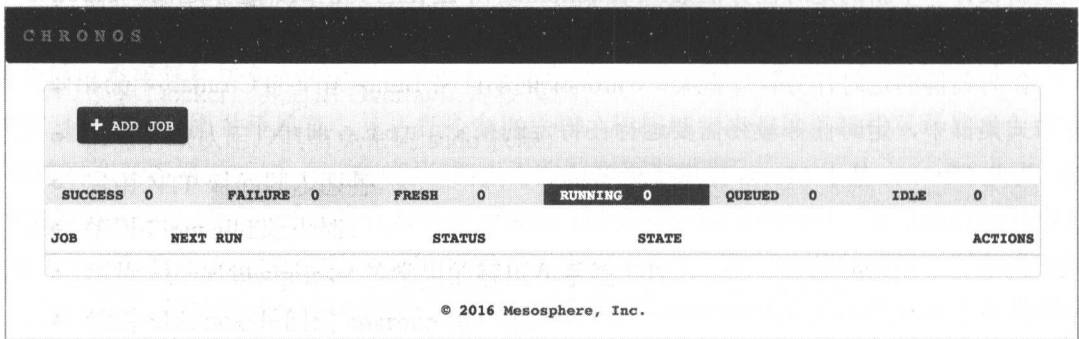 CHRONOS
+ ADD JOB
SUCCESS 0 FAILURE 0 FRESH 0 RUNNING 0 QUEUED 0 IDLE 0
JOB NEXT RUN STATUS STATE ACTIONS
© 2016 Mesosphere, Inc.